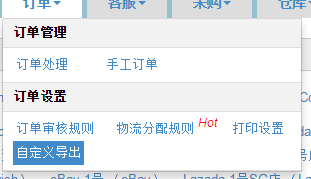 订单 客服 采购 仓库
订单管理
订单处理 手工订单
订单设置
订单审核规则 物流分配规则 Hot 打印设置
自定义导出
eBay 1号 Lazada 1号SG店